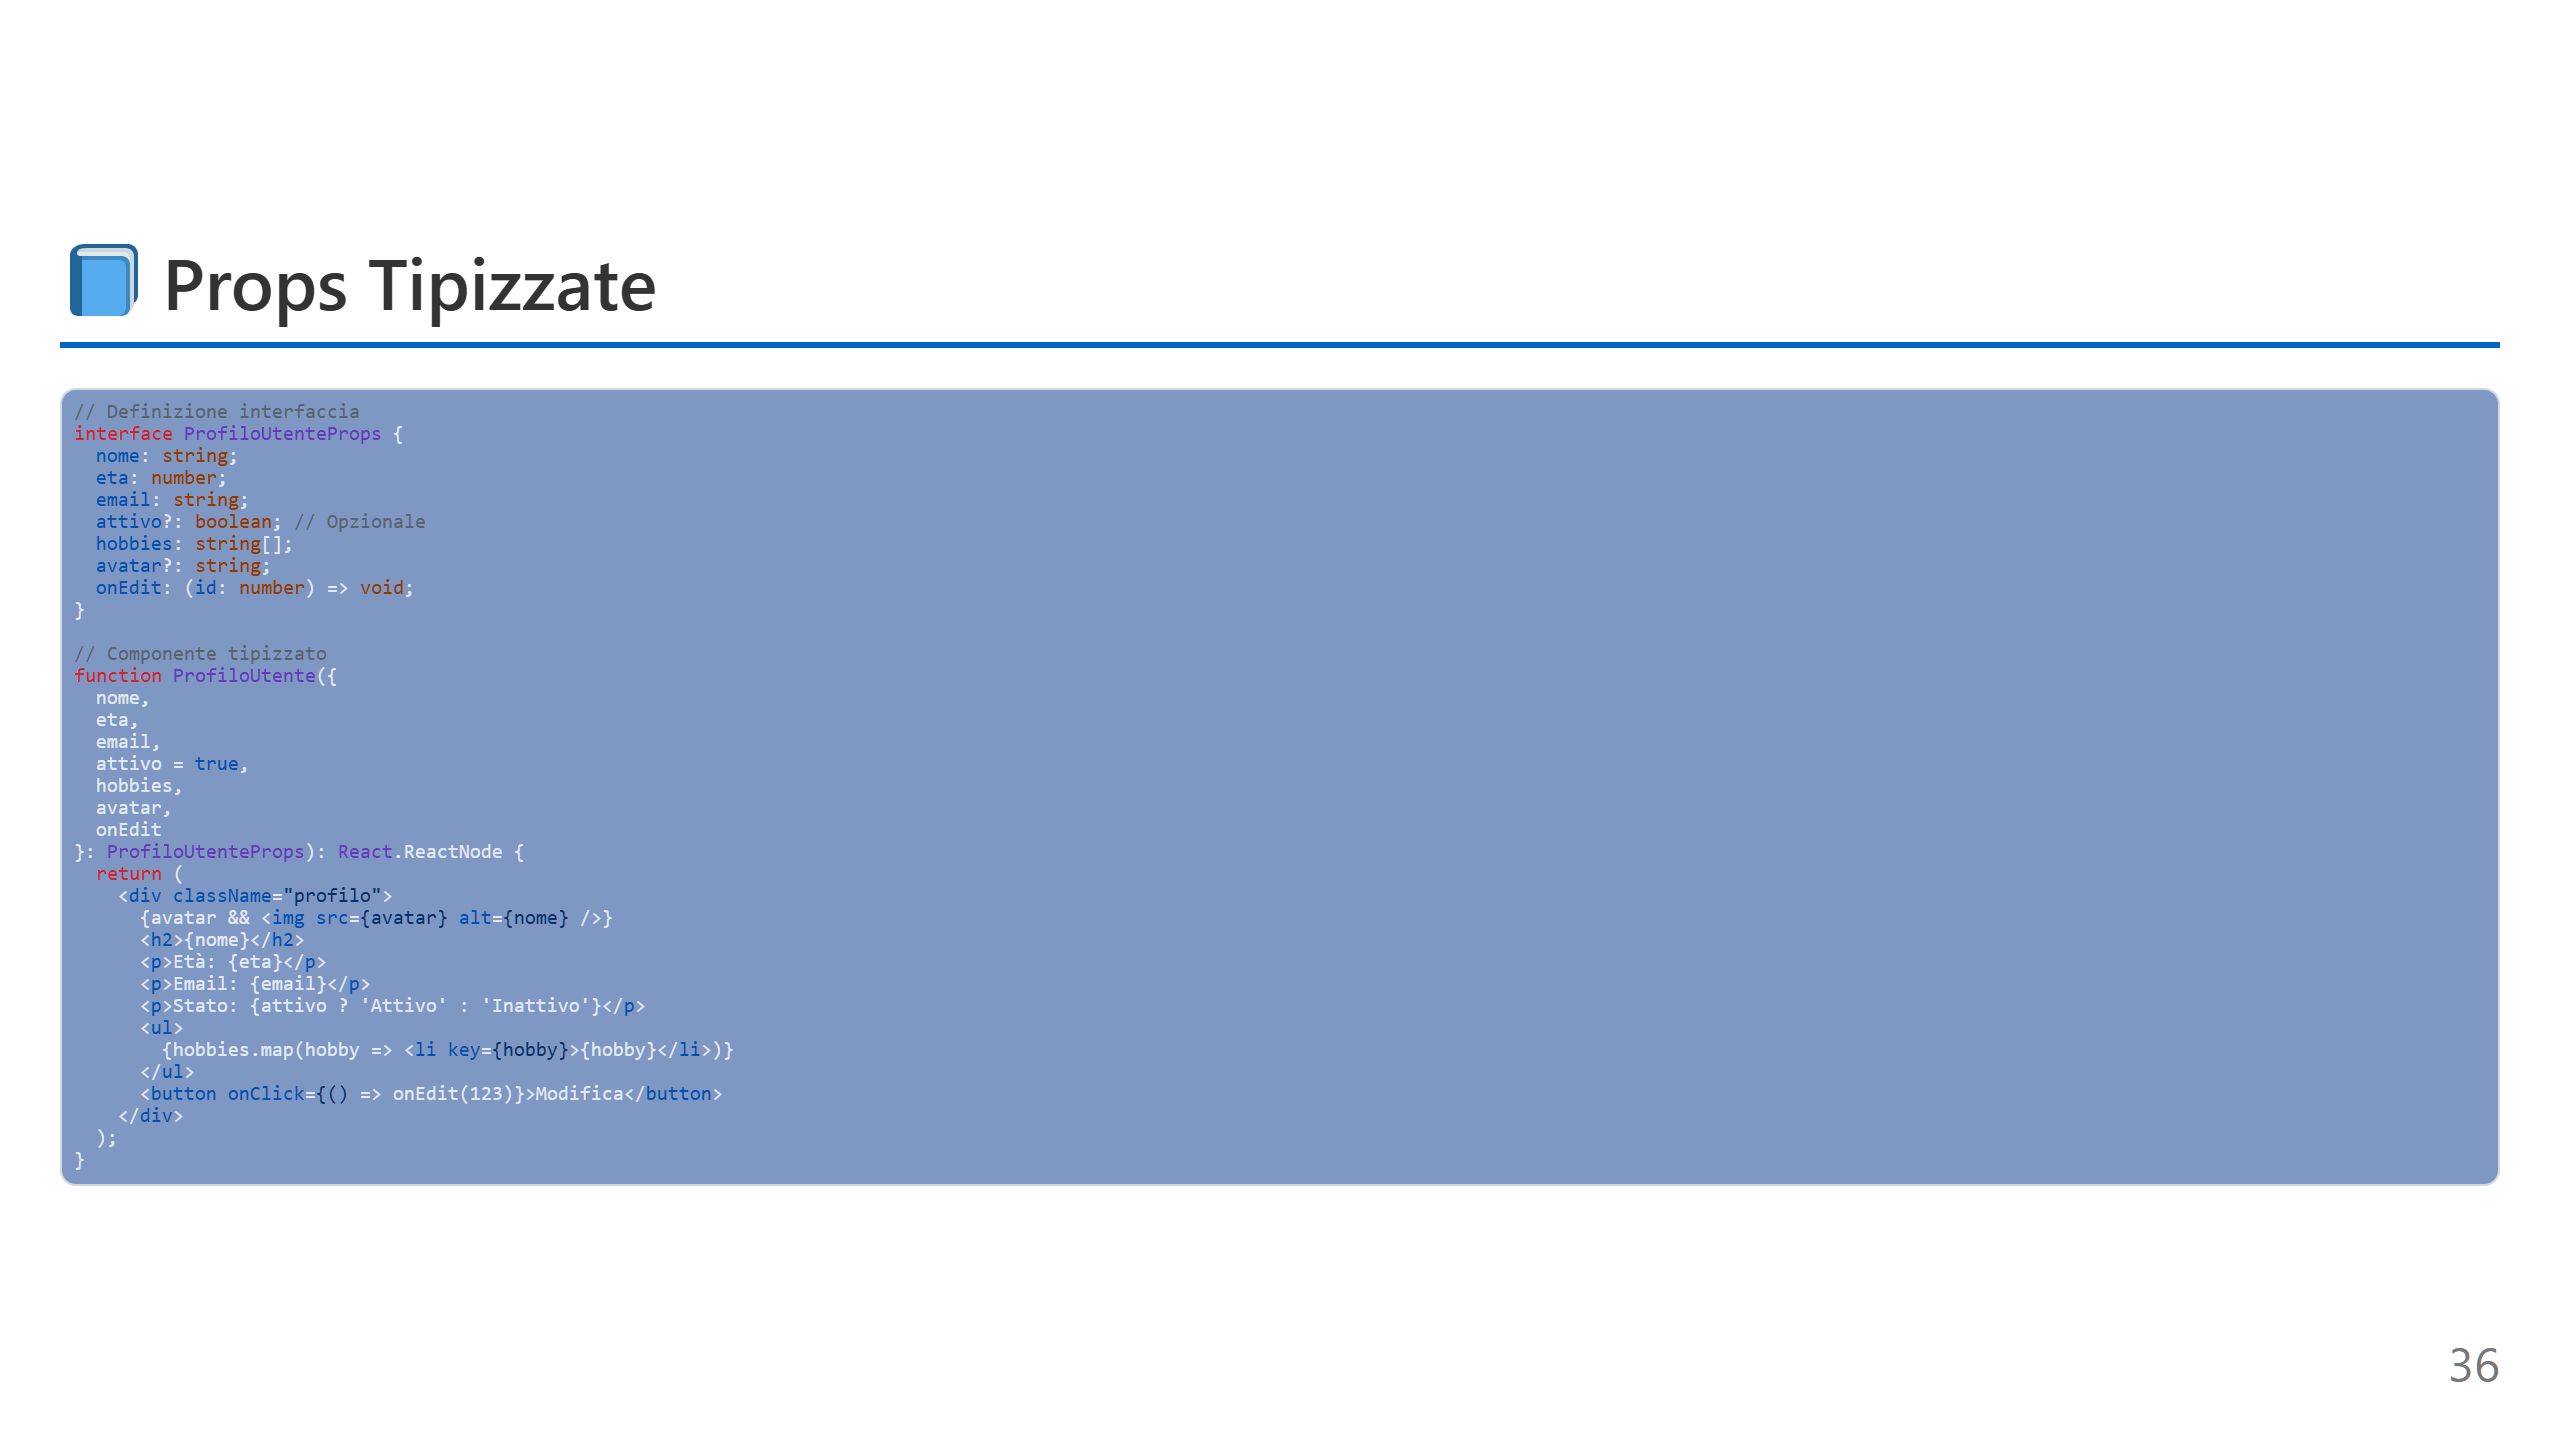 Props Tipizzate
// Definizione interfaccia
interface ProfiloUtenteProps {
  nome: string;
  eta: number;
  email: string;
  attivo?: boolean; // Opzionale
  hobbies: string[];
  avatar?: string;
  onEdit: (id: number) => void;
}
// Componente tipizzato
function ProfiloUtente({
  nome,
  eta,
  email,
  attivo = true,
  hobbies,
  avatar,
  onEdit
}: ProfiloUtenteProps): React.ReactNode {
  return (
    <div className="profilo">
      {avatar && <img src={avatar} alt={nome} />}
      <h2>{nome}</h2>
      <p>Età: {eta}</p>
      <p>Email: {email}</p>
      <p>Stato: {attivo ? 'Attivo' : 'Inattivo'}</p>
      <ul>
        {hobbies.map(hobby => <li key={hobby}>{hobby}</li>)}
      </ul>
      <button onClick={() => onEdit(123)}>Modifica</button>
    </div>
  );
}
36